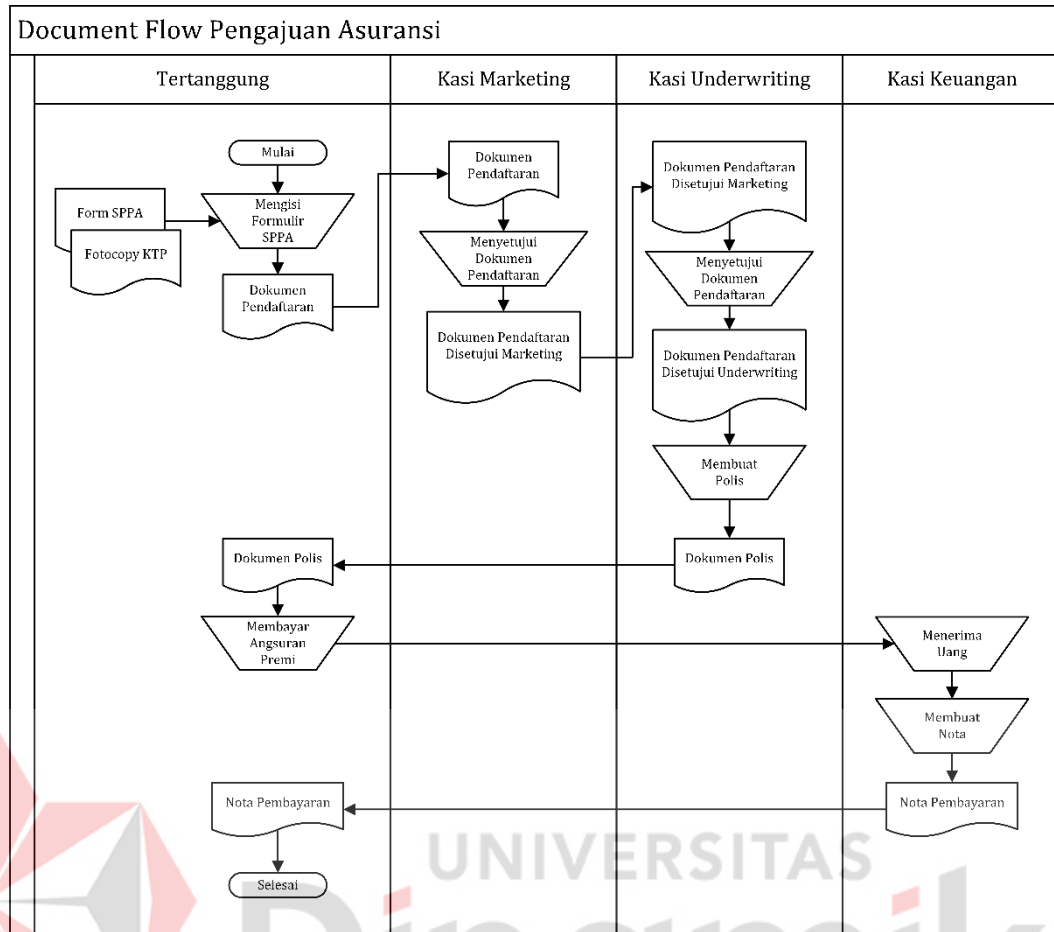 Document Flow Pengajuan Asuransi
Tertanggung
Kasi Marketing
Kasi Underwriting
Kasi Keuangan
Mulai
Form SPPA
Fotocopy KTP
Mengisi
Formulir
SPPA
Dokumen
Pendaftaran
Dokumen
Pendaftaran
Menyetujui
Dokumen
Pendaftaran
Dokumen Pendaftaran
Disetujui Marketing
Dokumen Pendaftaran
Disetujui Marketing
Menyetujui
Dokumen
Pendaftaran
Dokumen Pendaftaran
Disetujui Underwriting
Membuat
Polis
Dokumen Polis
Dokumen Polis
Membayar
Angsuran
Premi
Menerima
Uang
Membuat
Nota
Nota Pembayaran
Nota Pembayaran
Selesai
UNIVERSITAS